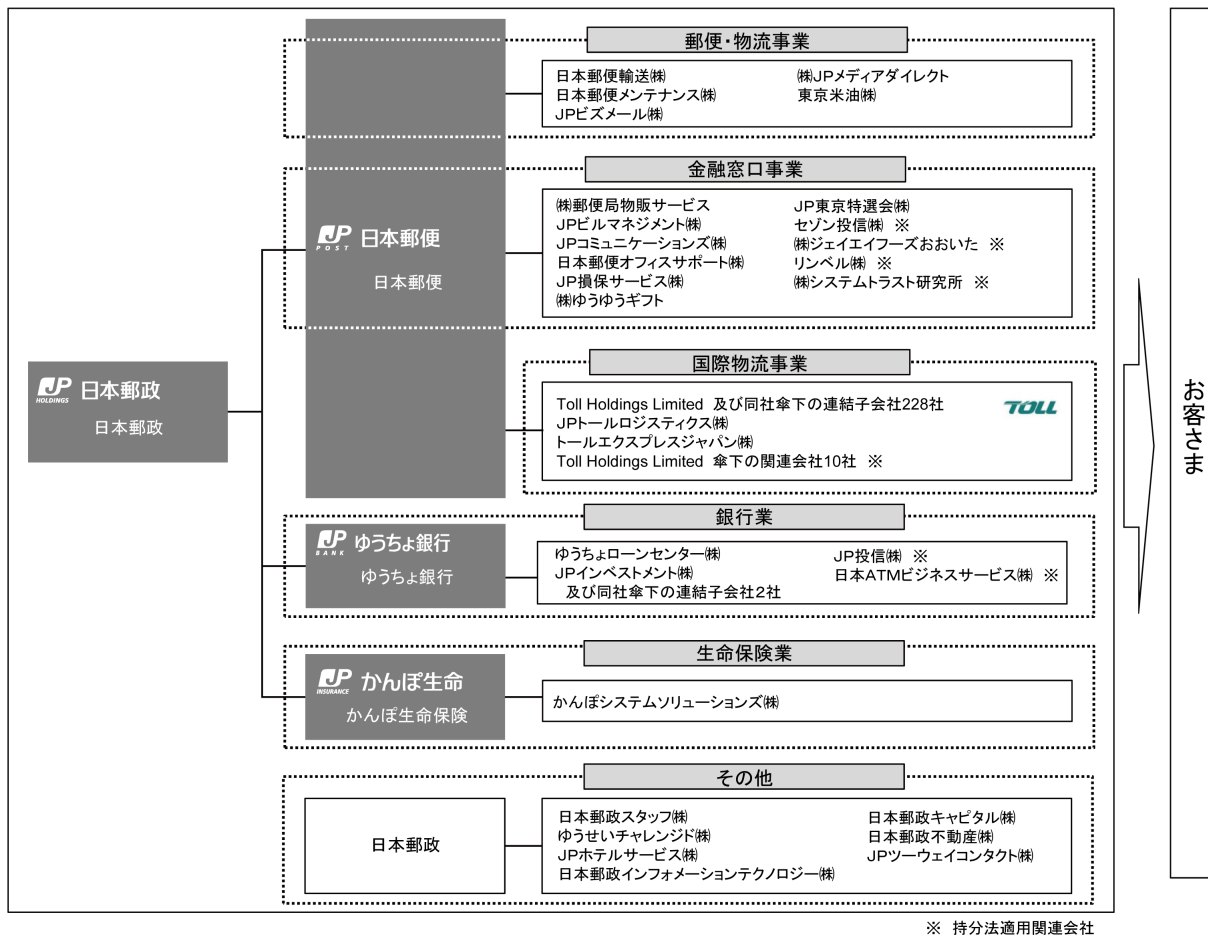 郵便・物流事業
日本郵便輸送㈱
日本郵便メンテナンス㈱
JPビズメール㈱
㈱JPメディアダイレクト
東京米油㈱
金融窓口事業
㈱郵便局物販サービス
JPビルマネジメント㈱
JPコミュニケーションズ㈱
日本郵便オフィスサポート㈱
JP損保サービス㈱
㈱ゆうゆうギフト
JP東京特選会㈱
セゾン投信㈱ ※
㈱ジェイエイフーズおおいた ※
リンベル㈱ ※
㈱システムトラスト研究所 ※
JP POST 日本郵便
日本郵便
国際物流事業
Toll Holdings Limited 及び同社傘下の連結子会社228社
JPトールロジスティクス㈱
トールエクスプレスジャパン㈱
Toll Holdings Limited 傘下の関連会社10社 ※
TOLL
JP HOLDINGS 日本郵政
日本郵政
銀行業
JP BANK ゆうちょ銀行
ゆうちょ銀行
ゆうちょローンセンター㈱
JPインベストメント㈱
及び同社傘下の連結子会社2社
JP投信㈱ ※
日本ATMビジネスサービス㈱ ※
生命保険業
JP INSURANCE かんぽ生命
かんぽ生命保険
かんぽシステムソリューションズ㈱
その他
日本郵政
日本郵政スタッフ㈱
ゆうせいチャレンジド㈱
JPホテルサービス㈱
日本郵政インフォメーションテクノロジー㈱
日本郵政キャピタル㈱
日本郵政不動産㈱
JPツーウェイコンタクト㈱
お客さま
※ 持分法適用関連会社